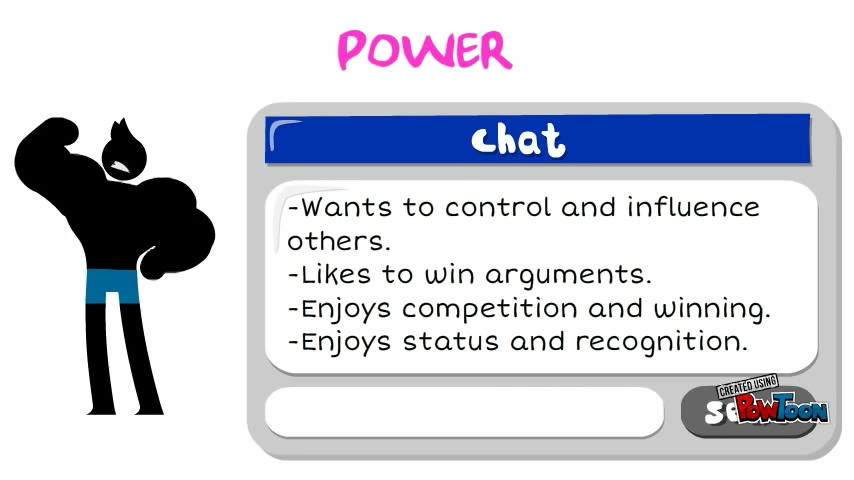 POWER
chat
-Wants to control and influence
others.
-Likes to win arguments.
-Enjoys competition and winning.
-Enjoys status and recognition.
CREATED USING
POWTOON